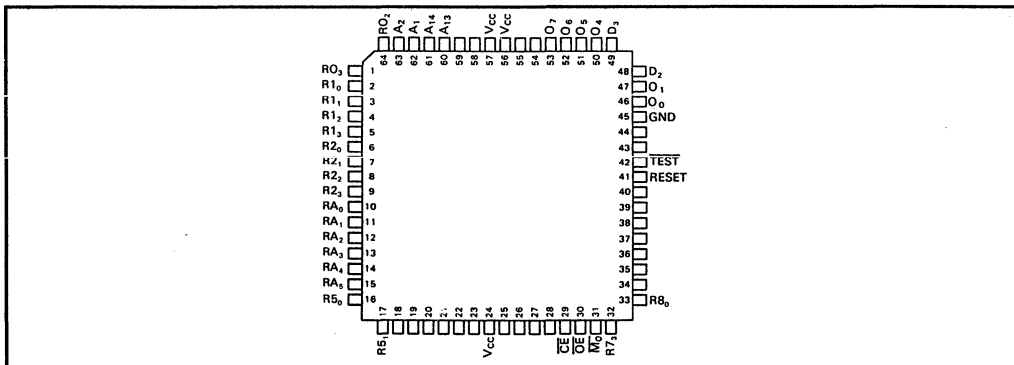 RO₂ A₂ A₁ A₁₄ A₁₃ VCC VCC O₇ O₆ O₅ O₄ D₃
64 63 62 61 60 59 58 57 56 55 54 53 52 51 50 49
RO₃ 1
R1₀ 2
R1₁ 3
R1₂ 4
R1₃ 5
R2₀ 6
R2₁ 7
R2₂ 8
R2₃ 9
RA₀ 10
RA₁ 11
RA₂ 12
RA₃ 13
RA₄ 14
RA₅ 15
R5₀ 16
48 D₂
47 O₁
46 O₀
45 GND
44
43
42 TEST
41 RESET
40
39
38
37
36
35
34
33 R8₀
17 18 19 20 21 22 23 24 25 26 27 28 29 30 31 32
R5₁ VCC CE OE M₀ R7₃